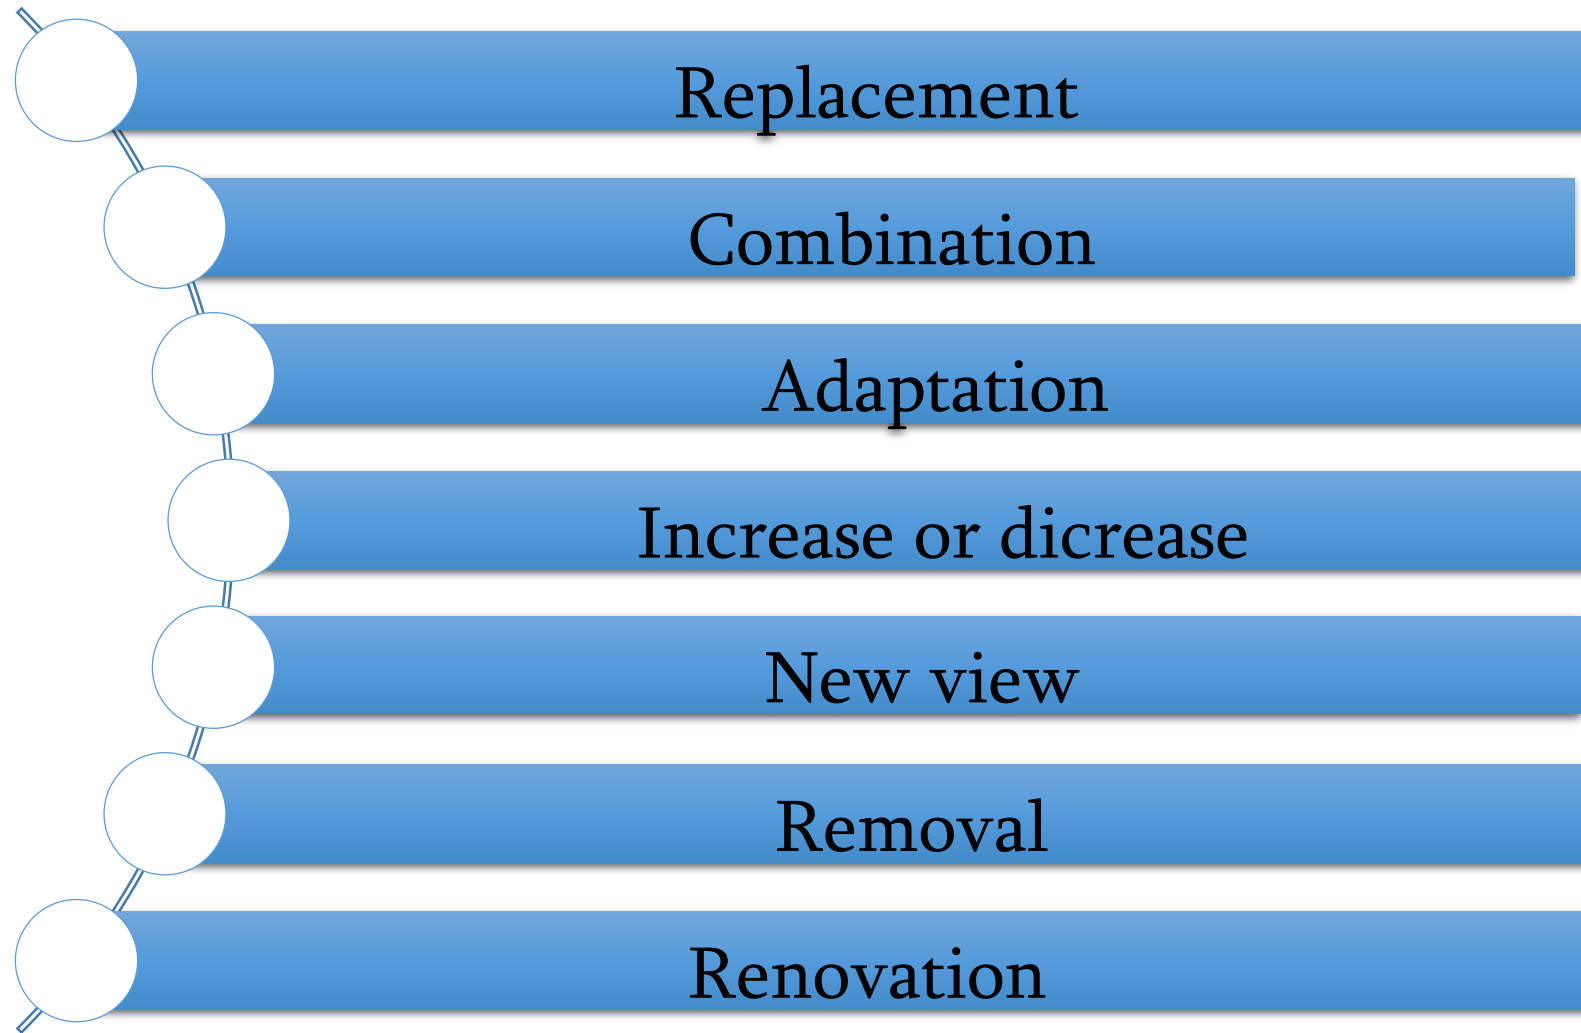 Replacement
Combination
Adaptation
Increase or dicrease
New view
Removal
Renovation